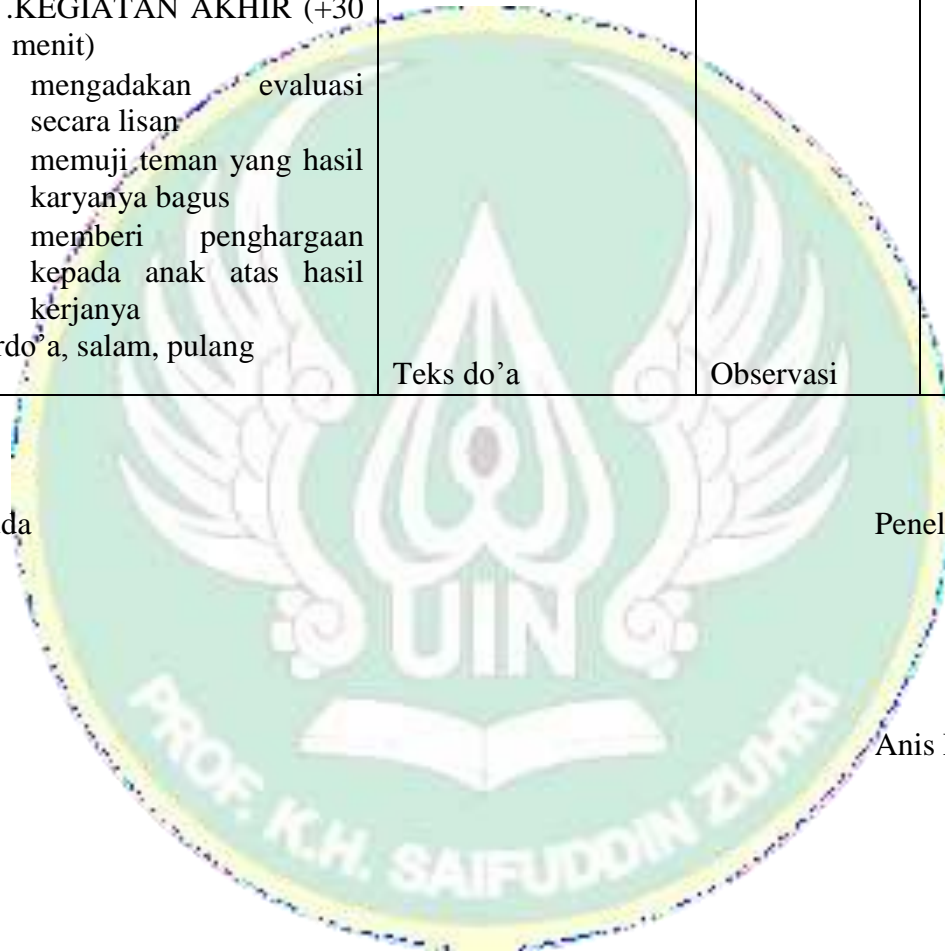 .KEGIATAN AKHIR (+30
menit)
mengadakan evaluasi
secara lisan
memuji teman yang hasil
karyanya bagus
memberi penghargaan
kepada anak atas hasil
kerjanya
rdo’a, salam, pulang
Teks do’a
Observasi
da
Penel
Anis
UIN
PROF. K.H. SAIFUDDIN ZUHRI